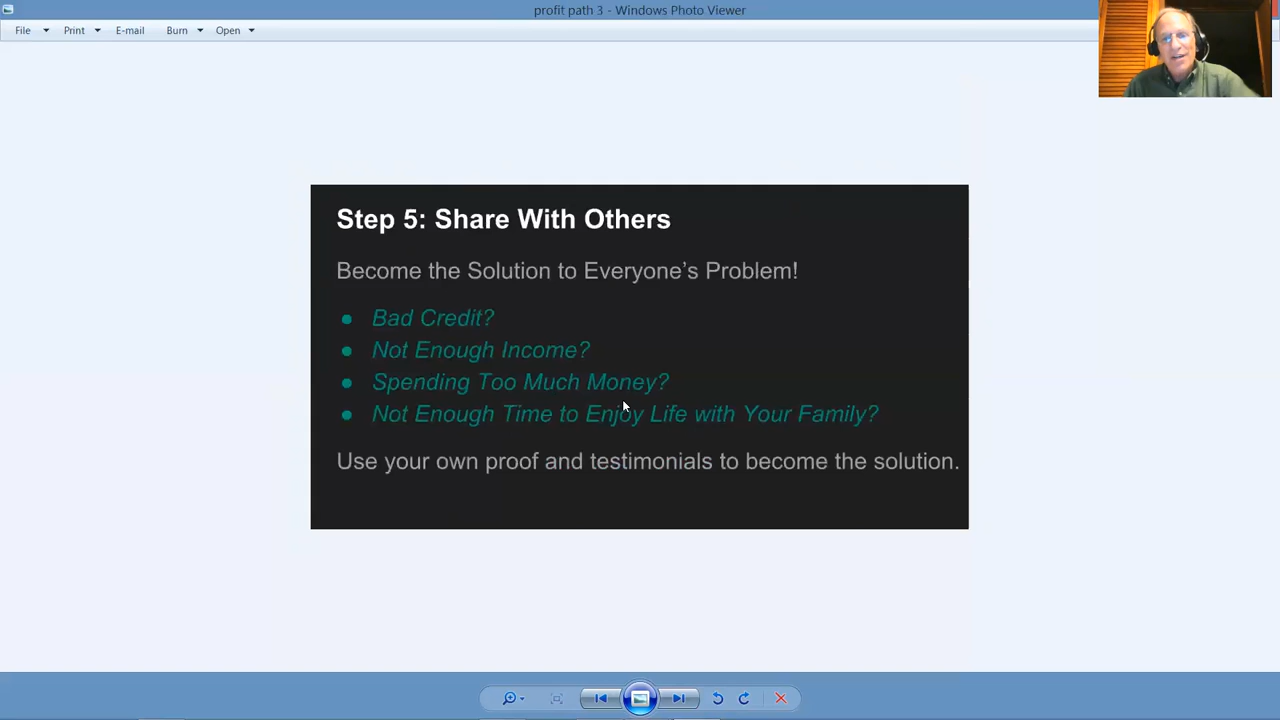 profit path 3 - Windows Photo Viewer
File Print E-mail Burn Open
Step 5: Share With Others
Become the Solution to Everyone’s Problem!
● Bad Credit?
● Not Enough Income?
● Spending Too Much Money?
● Not Enough Time to Enjoy Life with Your Family?
Use your own proof and testimonials to become the solution.